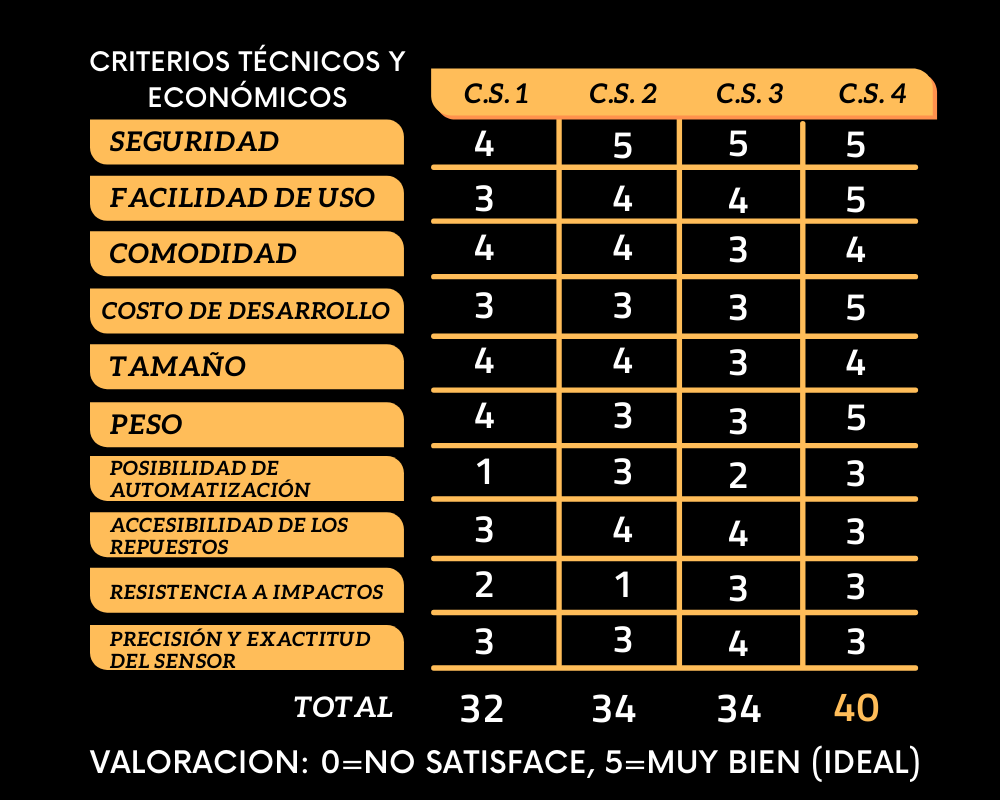 CRITERIOS TÉCNICOS Y
ECONÓMICOS
C.S. 1 C.S. 2 C.S. 3 C.S. 4
SEGURIDAD 4 5 5 5
FACILIDAD DE USO 3 4 4 5
COMODIDAD 4 4 3 4
COSTO DE DESARROLLO 3 3 3 5
TAMAÑO 4 4 3 4
PESO 4 3 3 5
POSIBILIDAD DE
AUTOMATIZACIÓN 1 3 2 3
ACCESIBILIDAD DE LOS
REPUESTOS 3 4 4 3
RESISTENCIA A IMPACTOS 2 1 3 3
PRECISIÓN Y EXACTITUD
DEL SENSOR 3 3 4 3
TOTAL 32 34 34 40
VALORACION: 0=NO SATISFACE, 5=MUY BIEN (IDEAL)